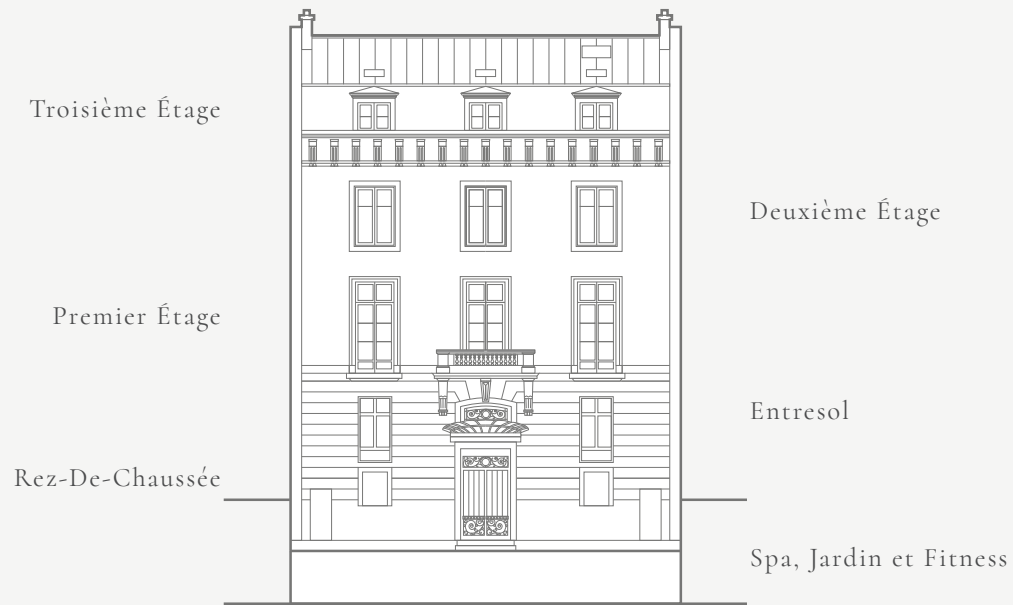 Troisième Étage
Deuxième Étage
Premier Étage
Entresol
Rez-De-Chaussée
Spa, Jardin et Fitness